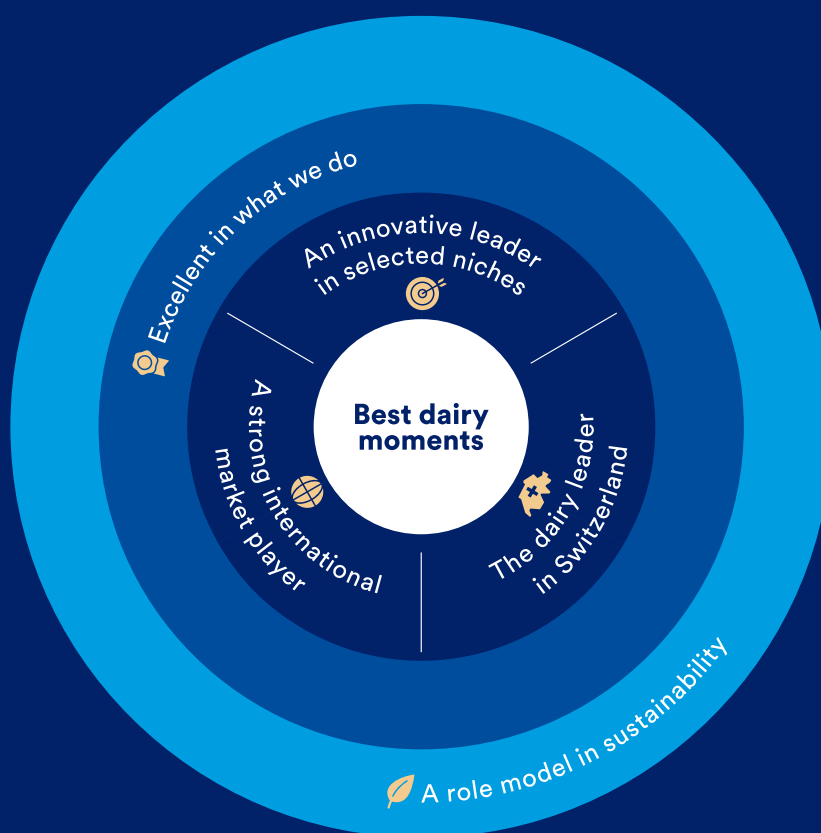 Excellent in what we do
An innovative leader
in selected niches
Best dairy
moments
A strong international
market player
The dairy leader
in Switzerland
A role model in sustainability